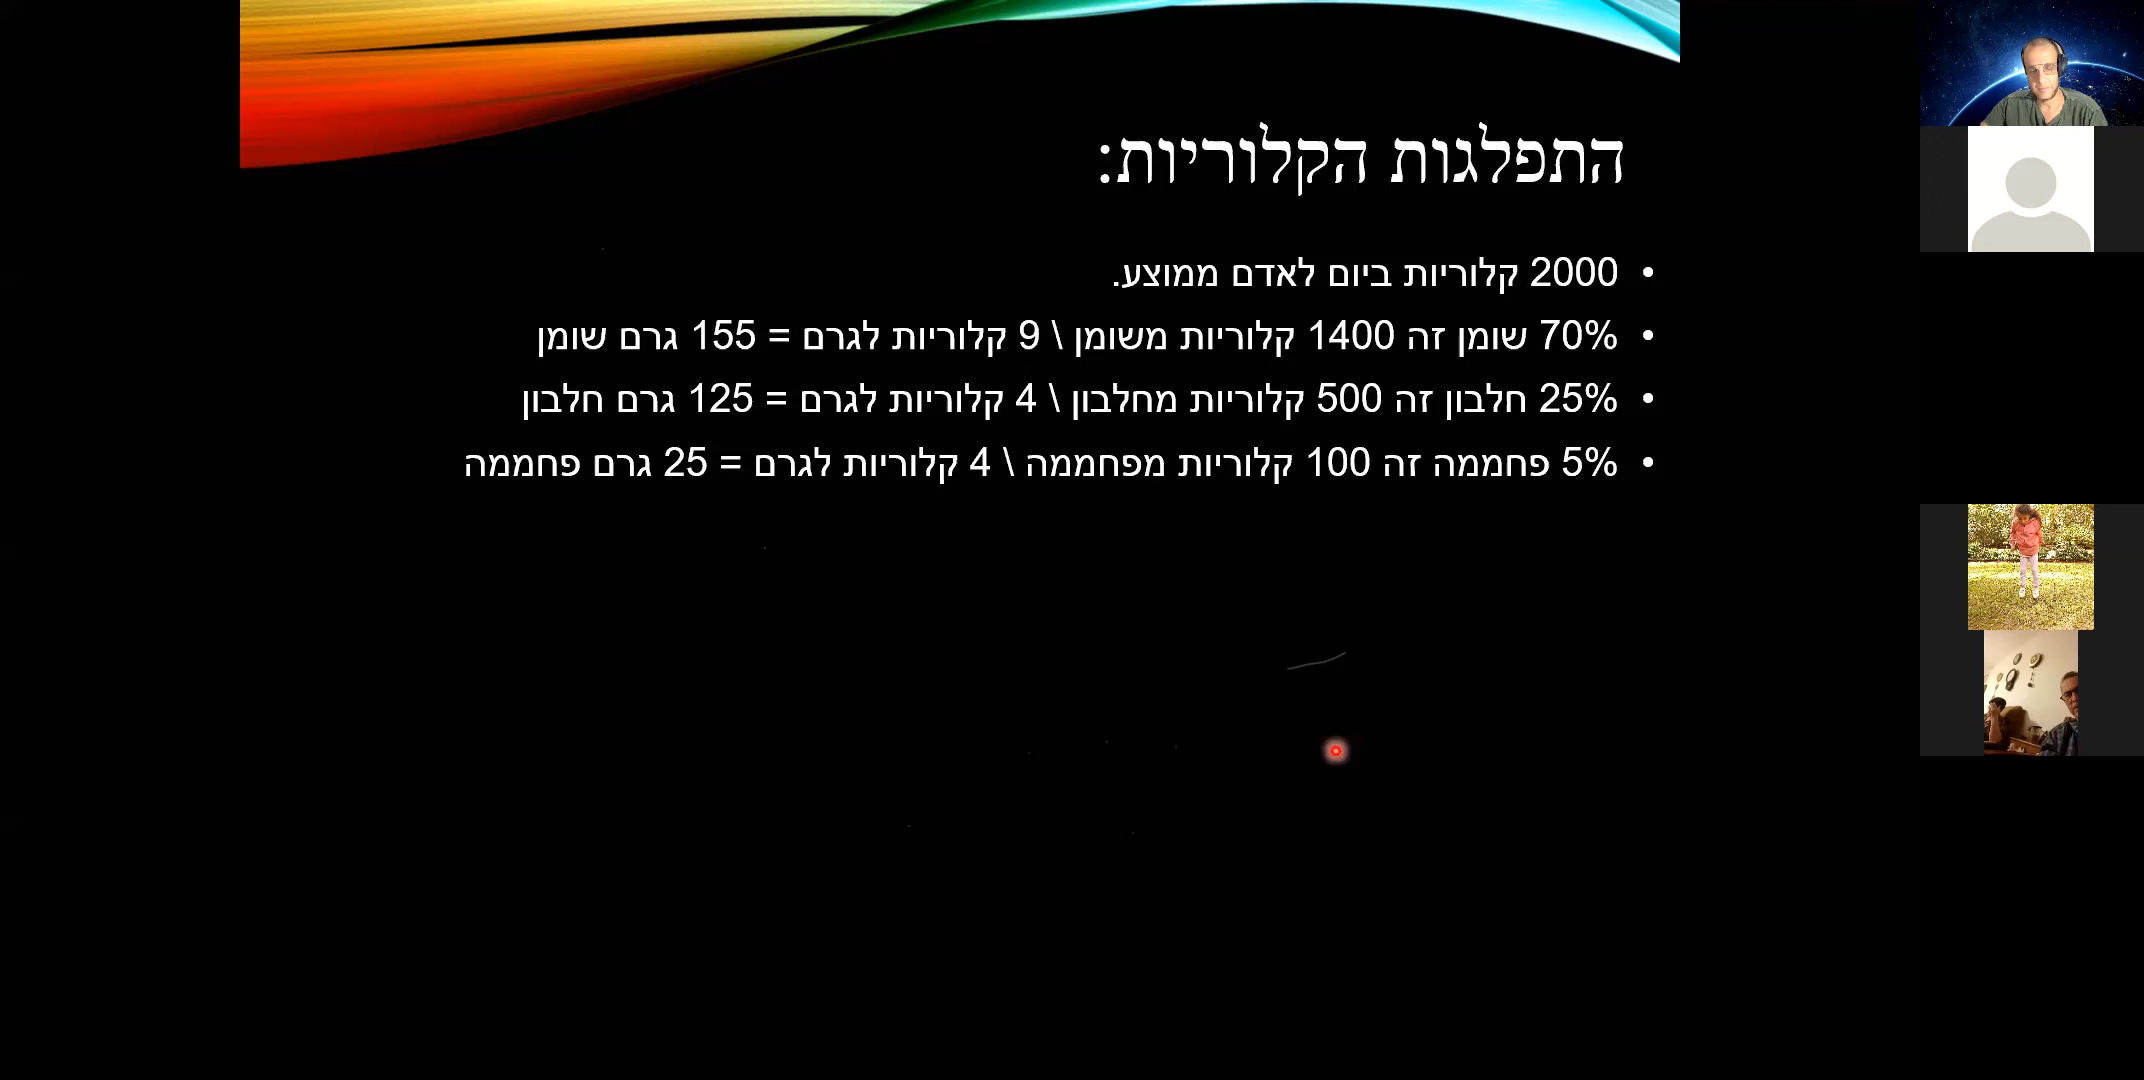 התפלגות הקלוריות:
• 2000 קלוריות ביום לאדם ממוצע.
• 70% שומן זה 1400 קלוריות משומן \ 9 קלוריות לגרם = 155 גרם שומן
• 25% חלבון זה 500 קלוריות מחלבון \ 4 קלוריות לגרם = 125 גרם חלבון
• 5% פחממה זה 100 קלוריות מפחממה \ 4 קלוריות לגרם = 25 גרם פחממה